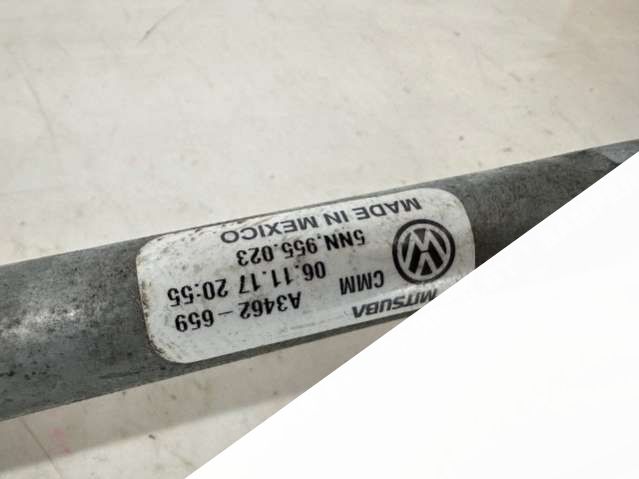 MITSUBA
CMM
A3462-659
06.11.17 20:55
5NN.955.023
MADE IN MEXICO